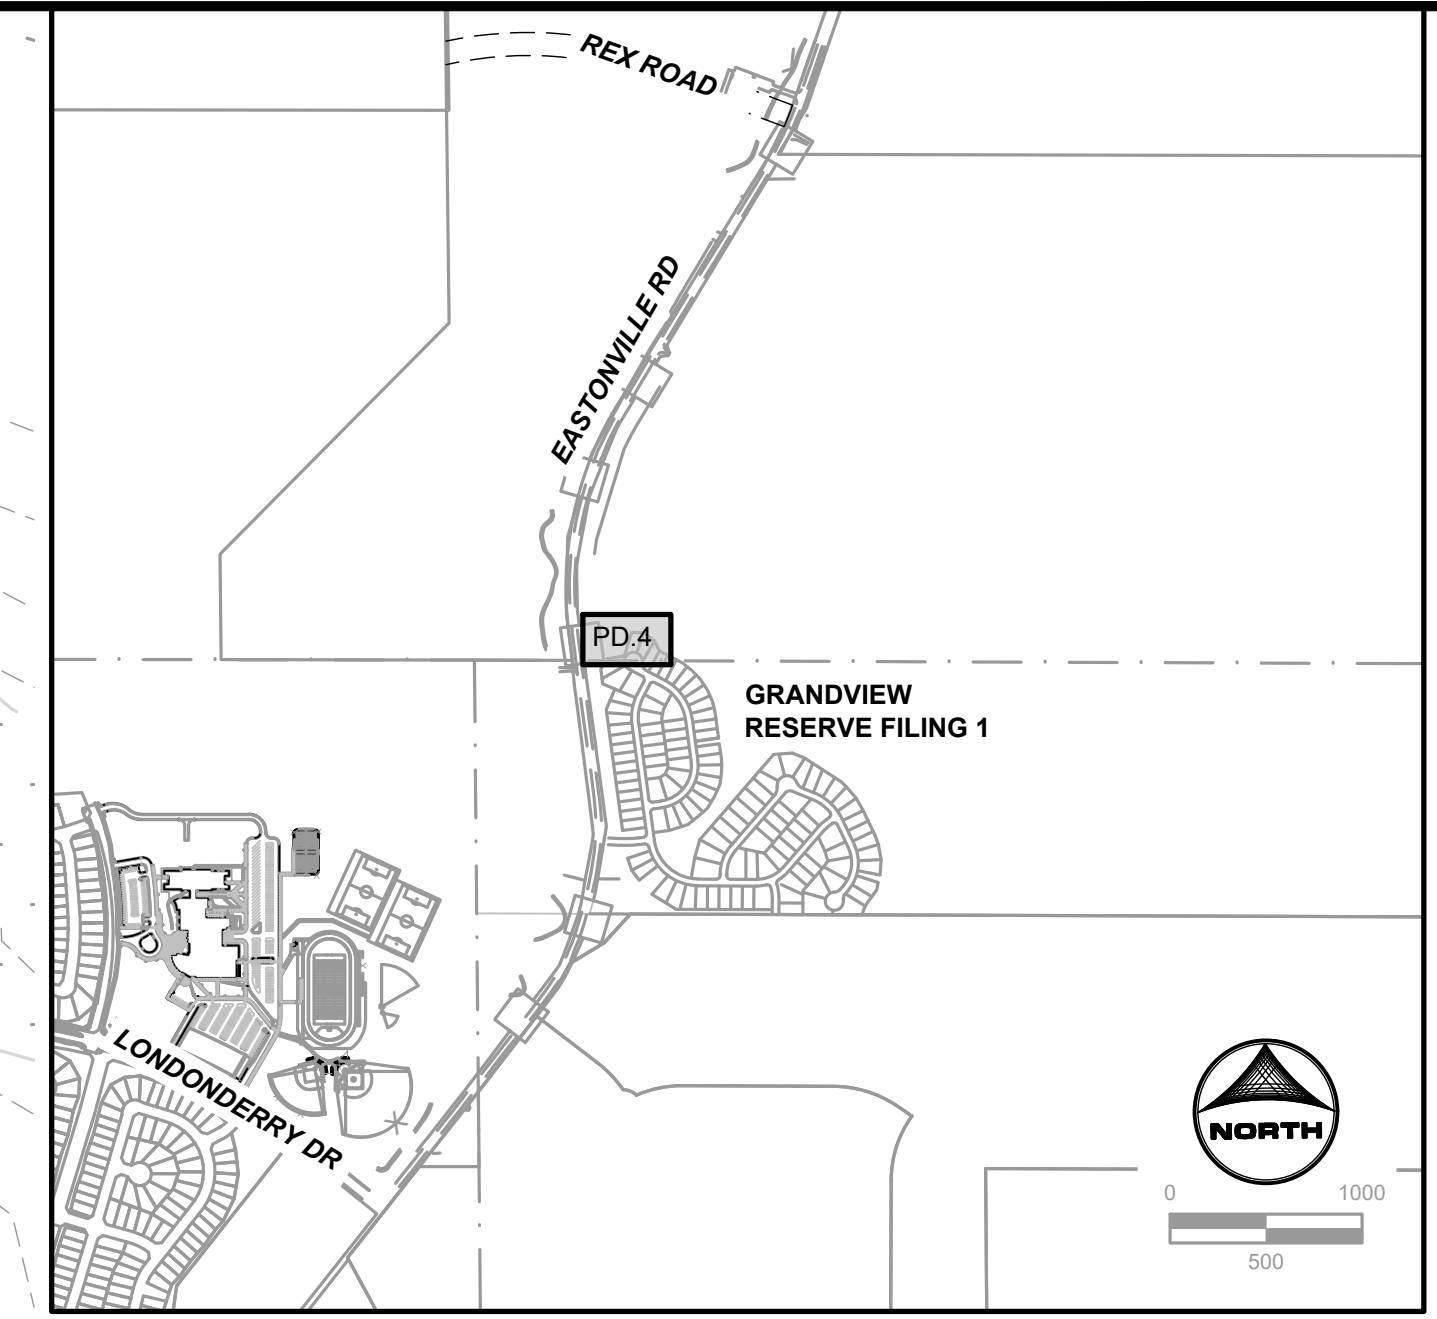 REX ROAD
EASTONVILLE RD
PD.4
GRANDVIEW
RESERVE FILING 1
LONDONDERRY DR
NORTH
0 1000
500